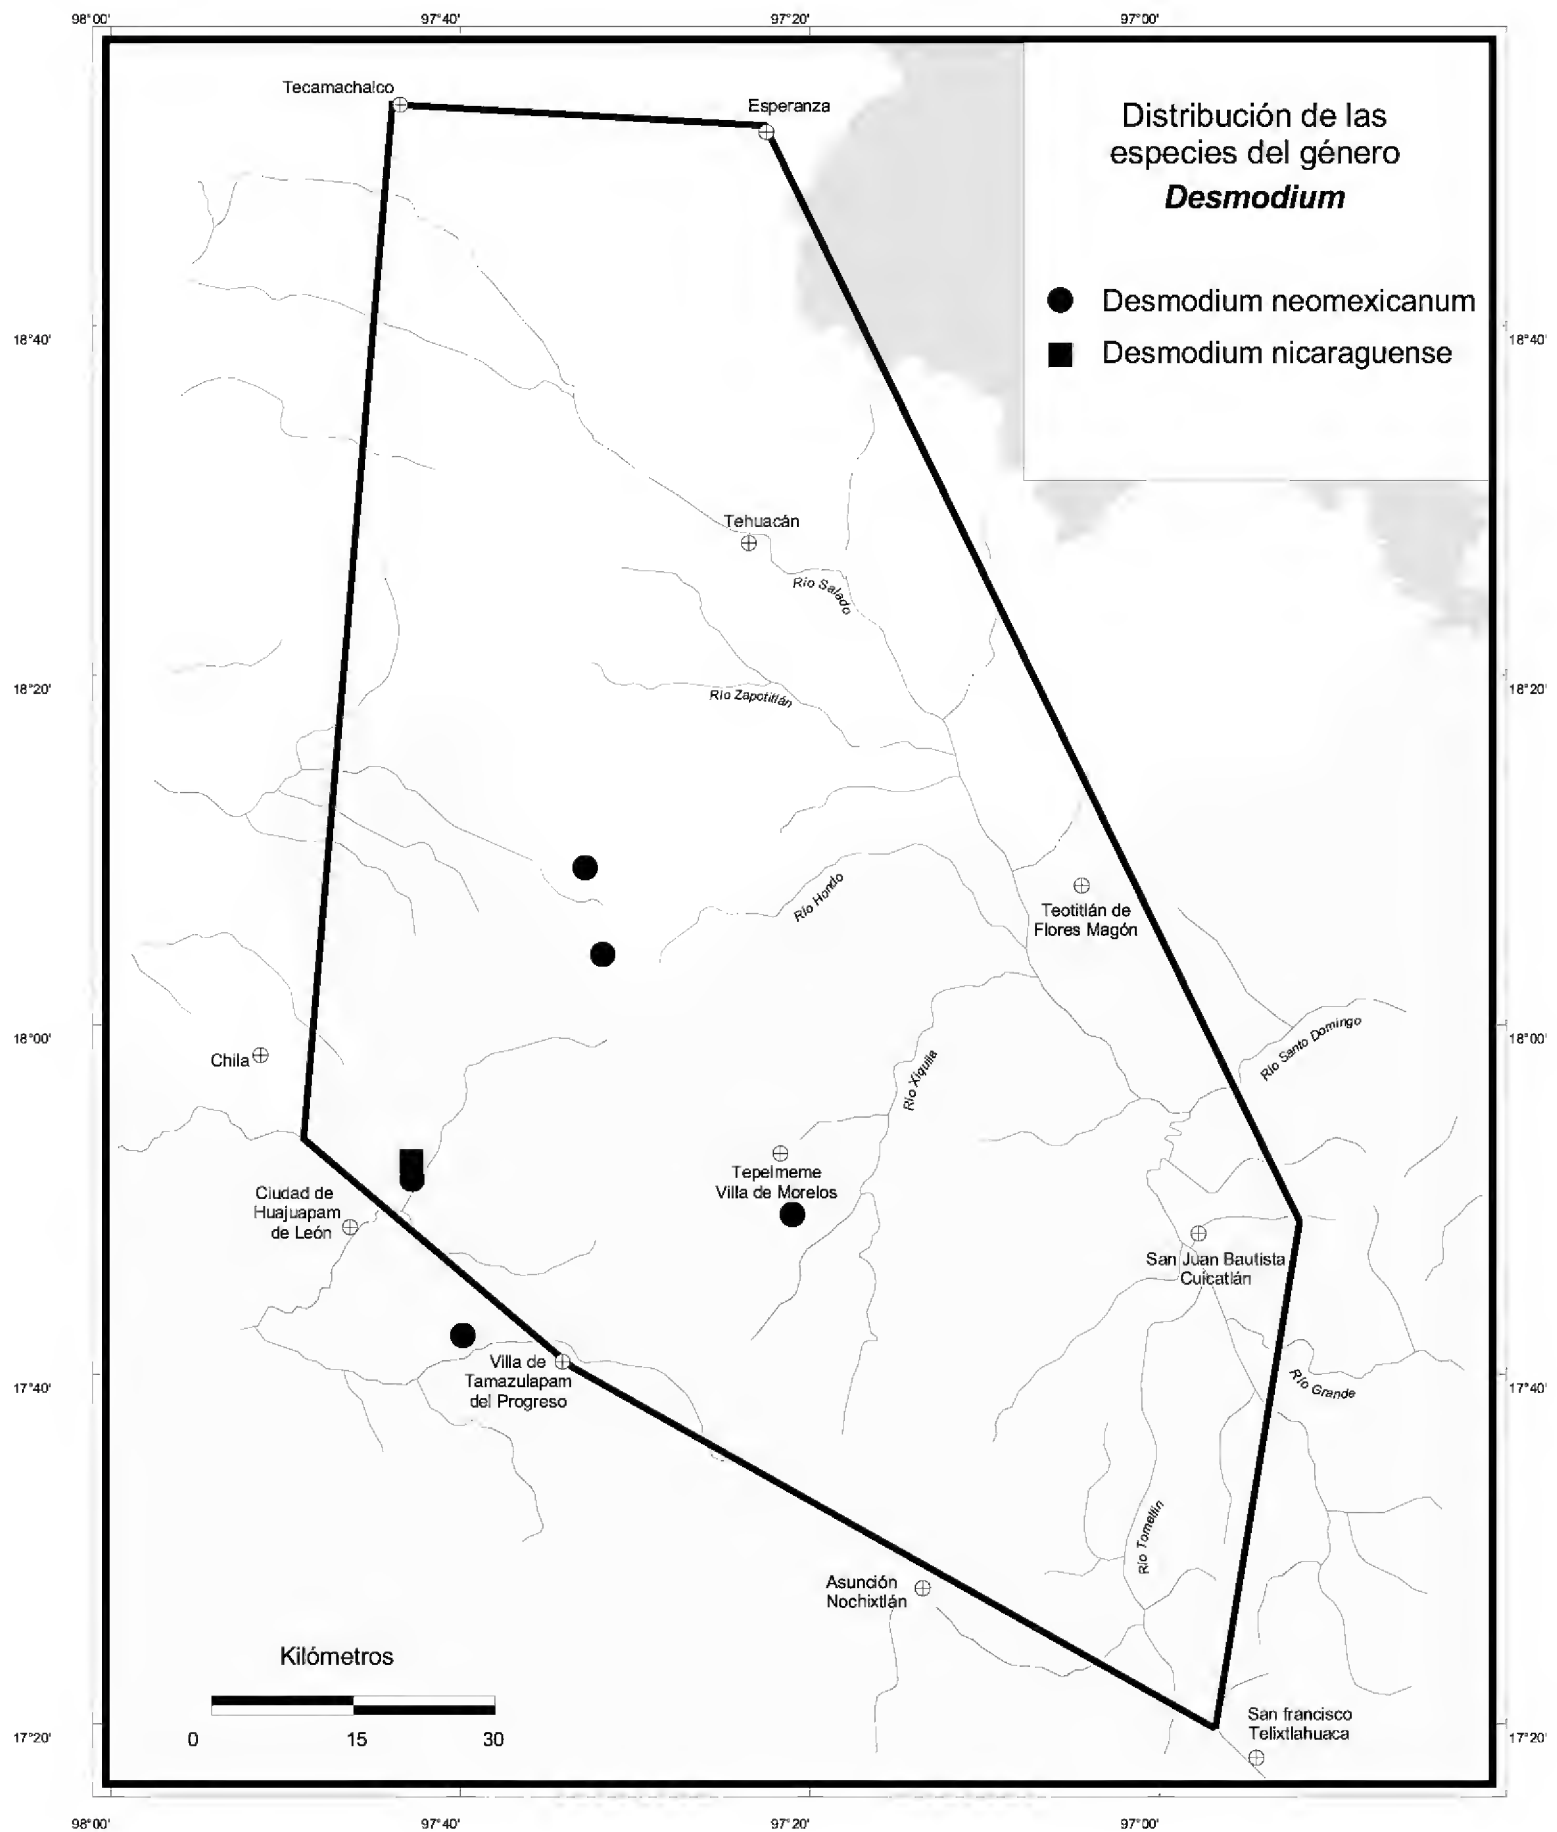 98°00'
97°40'
97°20'
97°00'
Tecamachalco
Esperanza
Distribución de las
especies del género
Desmodium
Desmodium neomexicanum
Desmodium nicaraguense
18°40'
18°40'
Tehuacán
Río Salado
18°20'
18°20'
Río Zapotitlán
Río Hondo
Teotitlán de
Flores Magón
18°00'
18°00'
Chila
Río Xiquila
Río Santo Domingo
Tepelmeme
Villa de Morelos
Ciudad de
Huajuapam
de León
San Juan Bautista
Cuicatlán
Villa de
Tamazulapam
del Progreso
17°40'
17°40'
Río Grande
Río Tomellín
Asunción
Nochixtlán
Kilómetros
0
15
30
San francisco
Telixtlahuaca
17°20'
17°20'
98°00'
97°40'
97°20'
97°00'